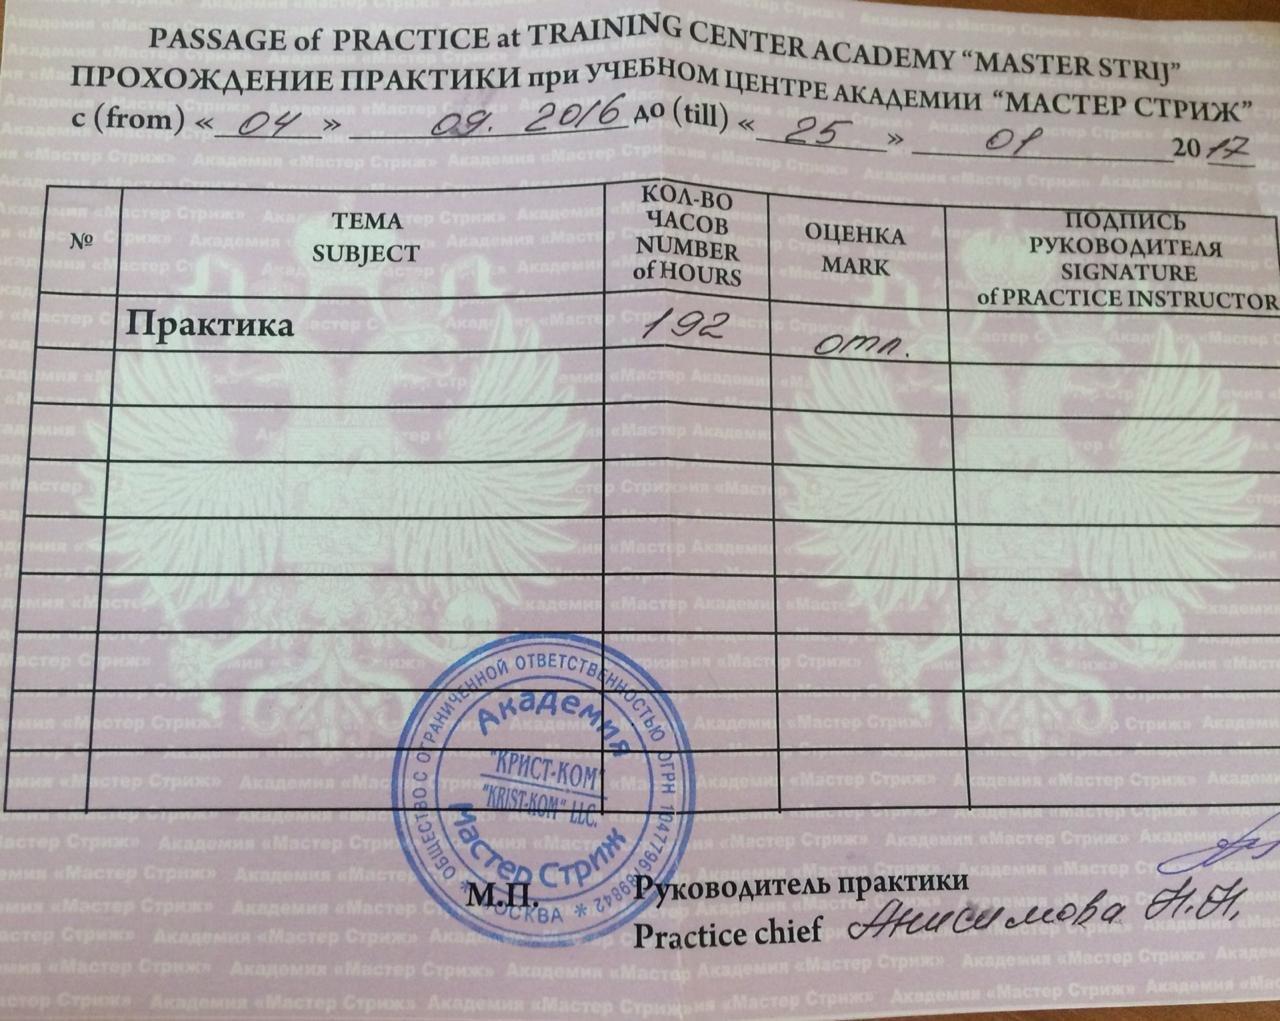 PASSAGE of PRACTICE at TRAINING CENTER ACADEMY “MASTER STRIJ”
ПРОХОЖДЕНИЕ ПРАКТИКИ при УЧЕБНОМ ЦЕНТРЕ АКАДЕМИИ “МАСТЕР СТРИЖ”
с (from) « 04 » 09. 2016 до (till) « 25 » 01 2017
№
ТЕМА
SUBJECT
КОЛ-ВО
ЧАСОВ
NUMBER
of HOURS
ОЦЕНКА
MARK
ПОДПИСЬ
РУКОВОДИТЕЛЯ
SIGNATURE
of PRACTICE INSTRUCTOR
Практика 192 отл.
ОБЩЕСТВО С ОГРАНИЧЕННОЙ ОТВЕТСТВЕННОСТЬЮ ОГРН
* МОСКВА *
Академия
"КРИСТ-КОМ"
"KRIST-KOM" LLC.
Мастер Стриж
М.П.
Руководитель практики
Practice chief Анисимова Н.Н.